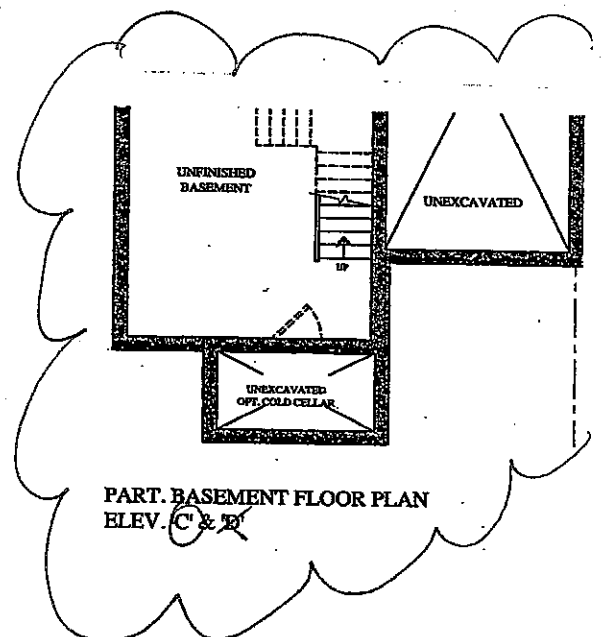 UNFINISHED
BASEMENT
UNEXCAVATED
UP
UNEXCAVATED
OPT. COLD CELLAR
PART. BASEMENT FLOOR PLAN
ELEV. 'C' & 'D'